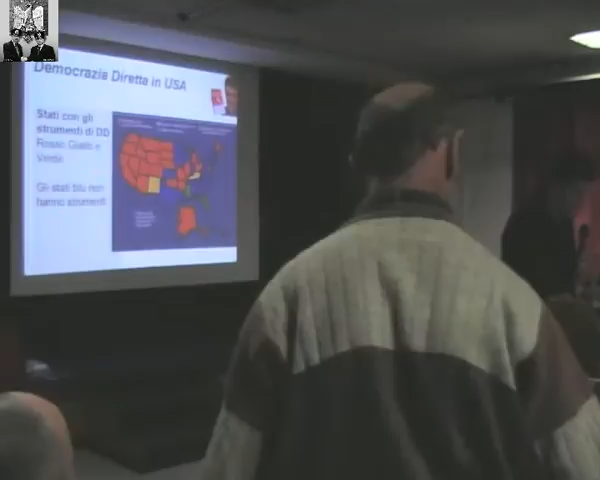 Democrazia Diretta in USA
Stati con gli
strumenti di DD
Rosso Giallo e
Verde
Gli stati blu non
hanno strumenti